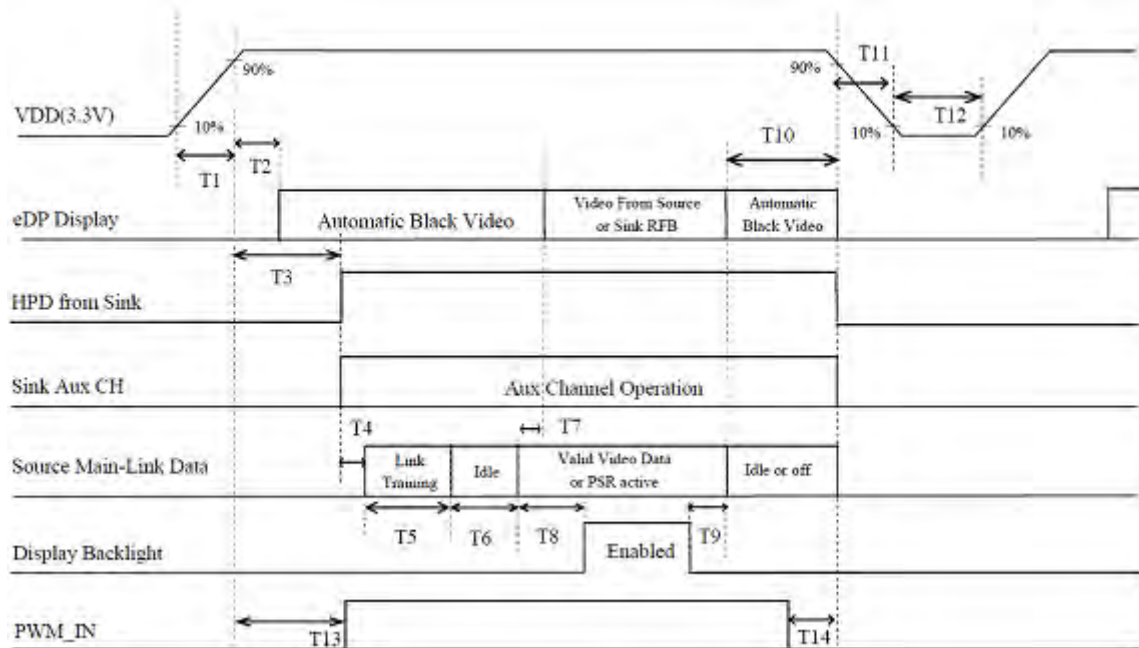 T11
90%
90%
VDD(3.3V)
T12
10%
10%
10%
T10
T1
T2
eDP Display
Automatic Black Video
Video From Source
or Sink RFB
Automatic
Black Video
T3
HPD from Sink
Sink Aux CH
Aux Channel Operation
T4
T7
Source Main-Link Data
Link
Training
Idle
Valid Video Data
or PSR active
Idle or off
T5
T6
T8
T9
Display Backlight
Enabled
PWM_IN
T13
T14